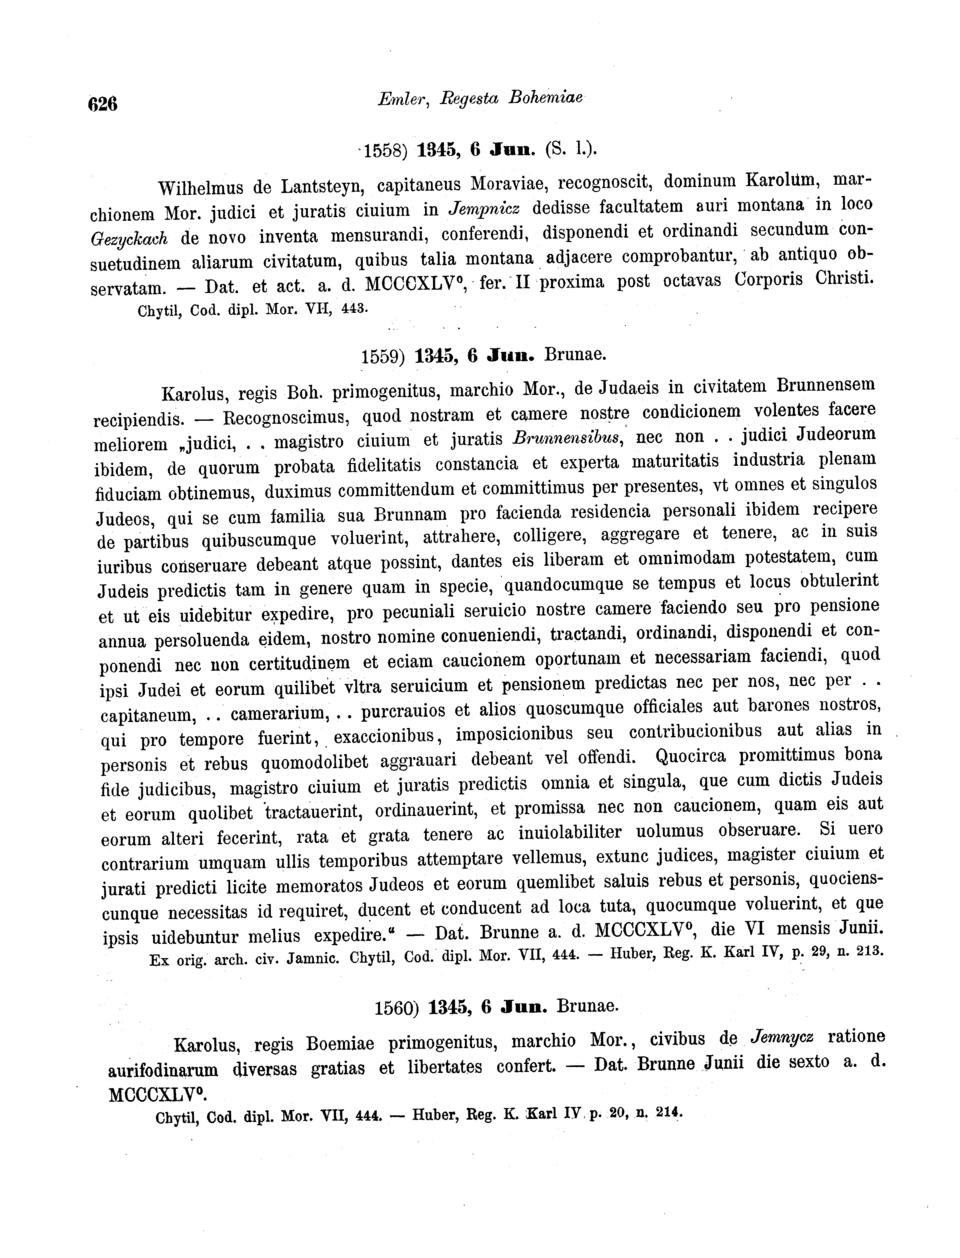 626
Emler, Regesta Bohemiae
1558) 1345, 6 Jun. (S. l.).
Wilhelmus de Lantsteyn, capitaneus Moraviae, recognoscit, dominum Karolum, mar-
chionem Mor. judici et juratis ciuium in Jempnicz dedisse facultatem auri montana in loco
Gezyckach de novo inventa mensurandi, conferendi, disponendi et ordinandi secundum con-
suetudinem aliarum civitatum, quibus talia montana adjacere comprobantur, ab antiquo ob-
servatam. — Dat. et act. a. d. MCCCXLV⁰, fer. II proxima post octavas Corporis Christi.
Chytil, Cod. dipl. Mor. VII, 443.
1559) 1345, 6 Jun. Brunae.
Karolus, regis Boh. primogenitus, marchio Mor., de Judaeis in civitatem Brunnensem
recipiendis. — Recognoscimus, quod nostram et camere nostre condicionem volentes facere
meliorem „judici, . . magistro ciuium et juratis Brunnensibus, nec non . . judici Judeorum
ibidem, de quorum probata fidelitatis constancia et experta maturitatis industria plenam
fiduciam obtinemus, duximus committendum et committimus per presentes, vt omnes et singulos
Judeos, qui se cum familia sua Brunnam pro facienda residencia personali ibidem recipere
de partibus quibuscumque voluerint, attrahere, colligere, aggregare et tenere, ac in suis
iuribus conseruare debeant atque possint, dantes eis liberam et omnimodam potestatem, cum
Judeis predictis tam in genere quam in specie, quandocumque se tempus et locus obtulerint
et ut eis uidebitur expedire, pro pecuniali seruicio nostre camere faciendo seu pro pensione
annua persoluenda eidem, nostro nomine conueniendi, tractandi, ordinandi, disponendi et con-
ponendi nec non certitudinem et eciam caucionem oportunam et necessariam faciendi, quod
ipsi Judei et eorum quilibet vltra seruicium et pensionem predictas nec per nos, nec per . .
capitaneum, . . camerarium, . . purcrauios et alios quoscumque officiales aut barones nostros,
qui pro tempore fuerint, exaccionibus, imposicionibus seu contribucionibus aut alias in
personis et rebus quomodolibet aggrauari debeant vel offendi. Quocirca promittimus bona
fide judicibus, magistro ciuium et juratis predictis omnia et singula, que cum dictis Judeis
et eorum quolibet tractauerint, ordinauerint, et promissa nec non caucionem, quam eis aut
eorum alteri fecerint, rata et grata tenere ac inuiolabiliter uolumus obseruare. Si uero
contrarium umquam ullis temporibus attemptare vellemus, extunc judices, magister ciuium et
jurati predicti licite memoratos Judeos et eorum quemlibet saluis rebus et personis, quociens-
cunque necessitas id requiret, ducent et conducent ad loca tuta, quocumque voluerint, et que
ipsis uidebuntur melius expedire.“ — Dat. Brunne a. d. MCCCXLV⁰, die VI mensis Junii.
Ex orig. arch. civ. Jamnic. Chytil, Cod. dipl. Mor. VII, 444. — Huber, Reg. K. Karl IV, p. 29, n. 213.
1560) 1345, 6 Jun. Brunae.
Karolus, regis Boemiae primogenitus, marchio Mor., civibus de Jemnycz ratione
aurifodinarum diversas gratias et libertates confert. — Dat. Brunne Junii die sexto a. d.
MCCCXLV⁰.
Chytil, Cod. dipl. Mor. VII, 444. — Huber, Reg. K. Karl IV. p. 20, n. 214.